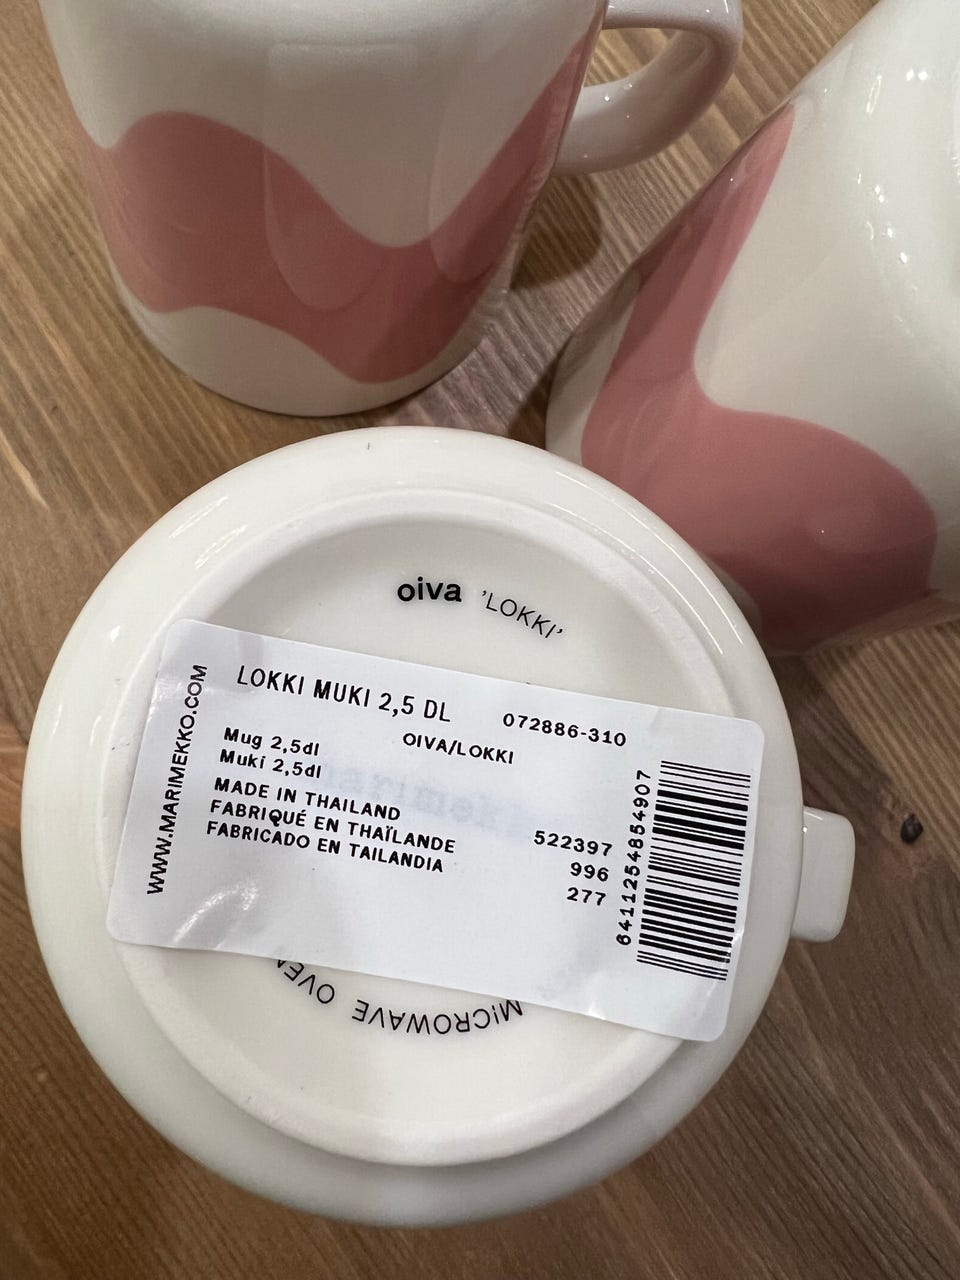 oiva 'LOKKI'
LOKKI MUKI 2,5 DL
072886-310
OIVA/LOKKI
Mug 2,5dl
Muki 2,5dl
MADE IN THAILAND
FABRIQUÉ EN THAÏLANDE
FABRICADO EN TAILANDIA
522397
996
277
6411254854907
WWW.MARIMEKKO.COM
MICROWAVE OVEN